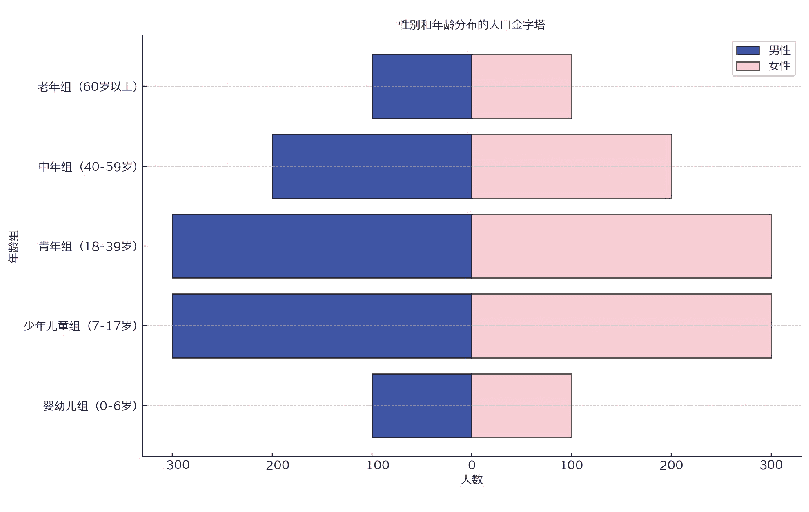 性别和年龄分布的人口金字塔
男性
女性
老年组（60岁以上）
中年组（40-59岁）
青年组（18-39岁）
少年儿童组（7-17岁）
婴幼儿组（0-6岁）
年龄组
300 200 100 0 100 200 300
人数